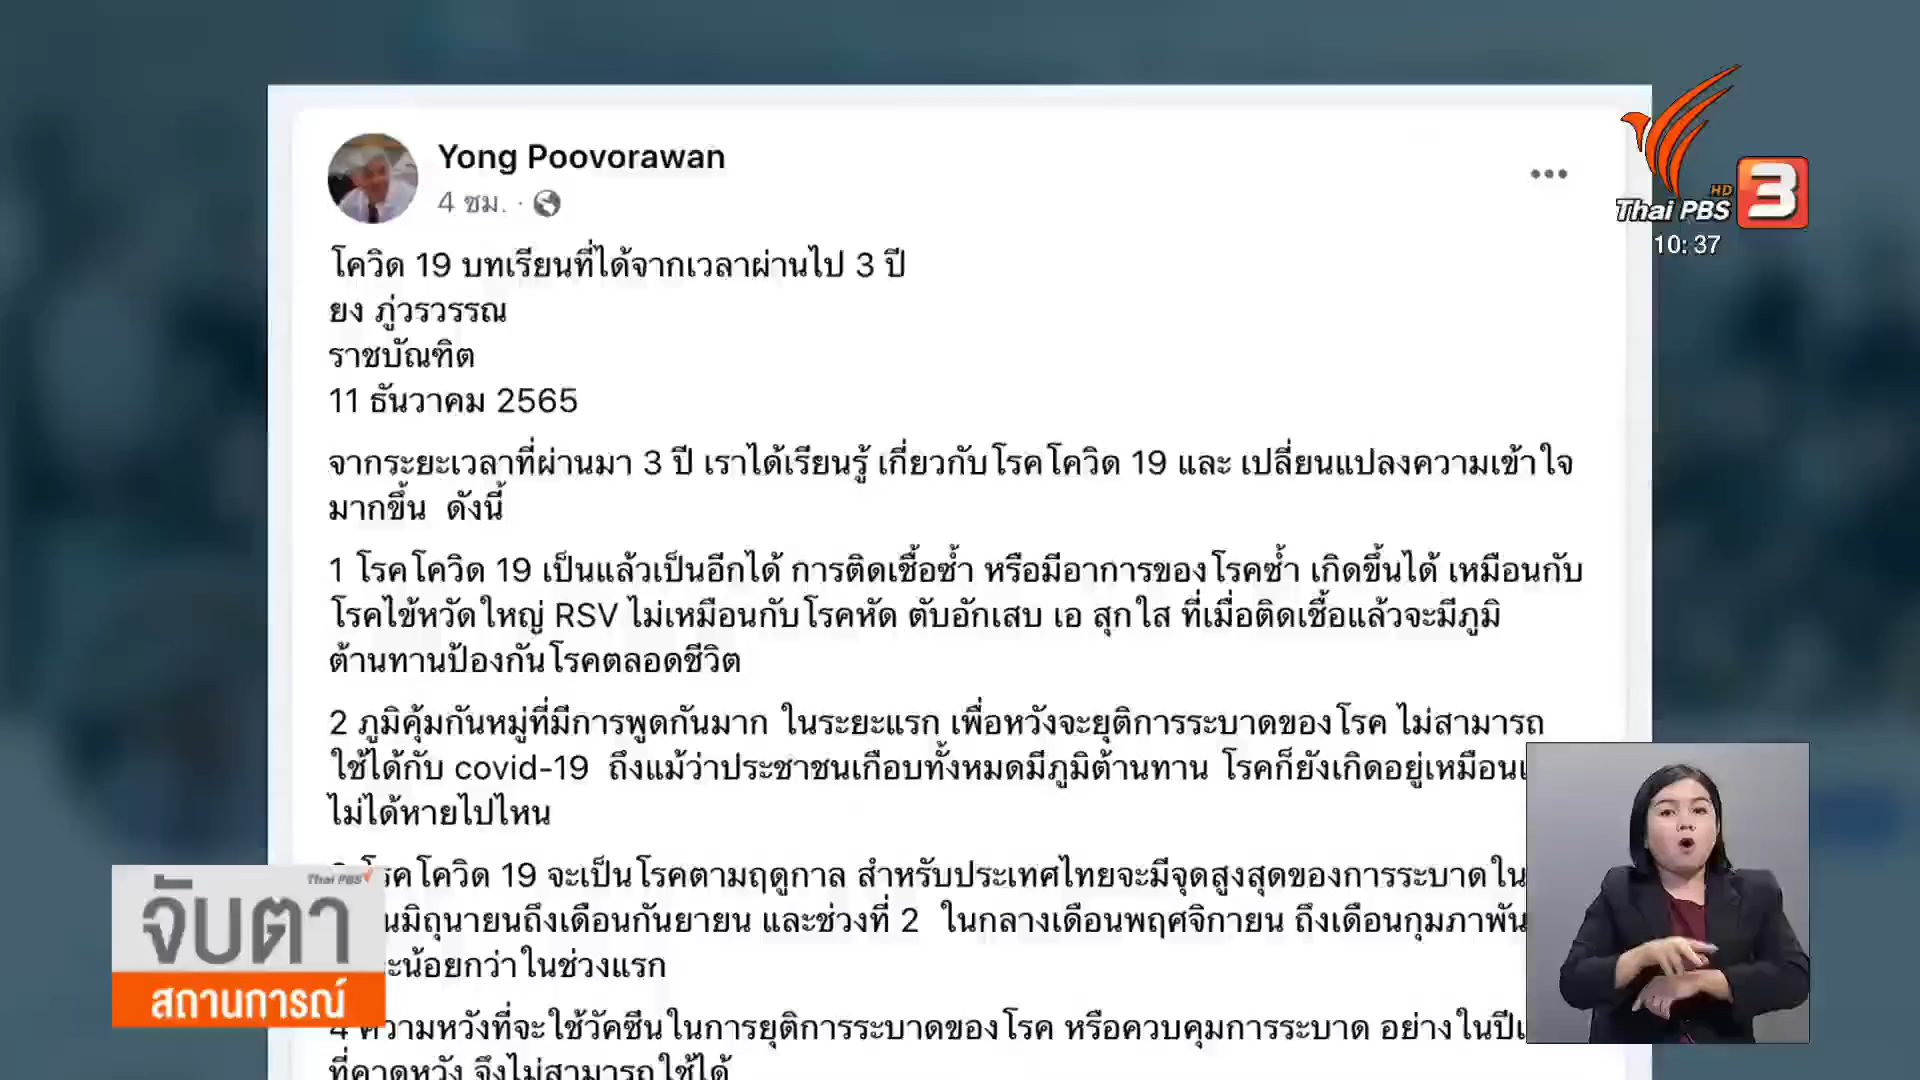 Yong Poovorawan
4 ชม.
HD
Thai PBS 3
10:37
โควิด 19 บทเรียนที่ได้จากเวลาผ่านไป 3 ปี
ยง ภู่วรวรรณ
ราชบัณฑิต
11 ธันวาคม 2565
จากระยะเวลาที่ผ่านมา 3 ปี เราได้เรียนรู้ เกี่ยวกับโรคโควิด 19 และ เปลี่ยนแปลงความเข้าใจ
มากขึ้น ดังนี้
1 โรคโควิด 19 เป็นแล้วเป็นอีกได้ การติดเชื้อซ้ำ หรือมีอาการของโรคซ้ำ เกิดขึ้นได้ เหมือนกับ
โรคไข้หวัดใหญ่ RSV ไม่เหมือนกับโรคหัด ตับอักเสบ เอ สุกใส ที่เมื่อติดเชื้อแล้วจะมีภูมิ
ต้านทานป้องกันโรคตลอดชีวิต
2 ภูมิคุ้มกันหมู่ที่มีการพูดกันมาก ในระยะแรก เพื่อหวังจะยุติการระบาดของโรค ไม่สามารถ
ใช้ได้กับ covid-19 ถึงแม้ว่าประชาชนเกือบทั้งหมดมีภูมิต้านทาน โรคก็ยังเกิดอยู่เหมือน
ไม่ได้หายไปไหน
โรคโควิด 19 จะเป็นโรคตามฤดูกาล สำหรับประเทศไทยจะมีจุดสูงสุดของการระบาดใน
มิถุนายนถึงเดือนกันยายน และช่วงที่ 2 ในกลางเดือนพฤศจิกายน ถึงเดือนกุมภาพัน
น้อยกว่าในช่วงแรก
4 ความหวังที่จะใช้วัคซีนในการยุติการระบาดของโรค หรือควบคุมการระบาด อย่างในปี
ที่คาดหวัง จึงไม่สามารถใช้ได้
Thai PBS
จับตา
สถานการณ์